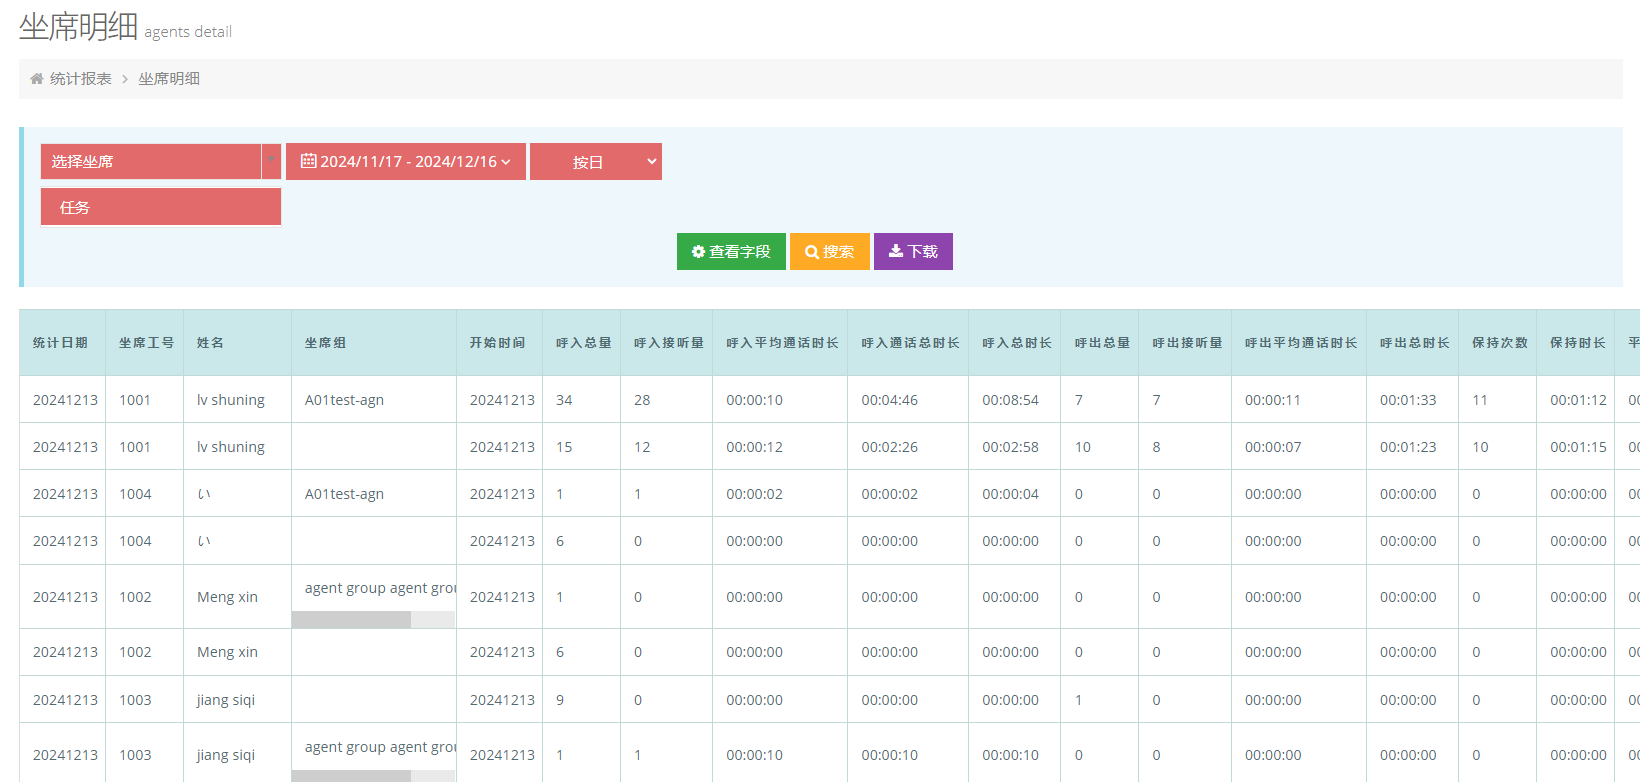 坐席明细 agents detail
统计报表 > 坐席明细
选择坐席 2024/11/17 - 2024/12/16 按日
任务
查看字段 搜索 下载
统计日期 坐席工号 姓名 坐席组 开始时间 呼入总量 呼入接听量 呼入平均通话时长 呼入通话总时长 呼入总时长 呼出总量 呼出接听量 呼出平均通话时长 呼出总时长 保持次数 保持时长 平
20241213 1001 lv shuning A01test-agn 20241213 34 28 00:00:10 00:04:46 00:08:54 7 7 00:00:11 00:01:33 11 00:01:12 00
20241213 1001 lv shuning 20241213 15 12 00:00:12 00:02:26 00:02:58 10 8 00:00:07 00:01:23 10 00:01:15 00
20241213 1004 い A01test-agn 20241213 1 1 00:00:02 00:00:02 00:00:04 0 0 00:00:00 00:00:00 0 00:00:00 00
20241213 1004 い 20241213 6 0 00:00:00 00:00:00 00:00:00 0 0 00:00:00 00:00:00 0 00:00:00 00
20241213 1002 Meng xin agent group agent grou 20241213 1 0 00:00:00 00:00:00 00:00:00 0 0 00:00:00 00:00:00 0 00:00:00 00
20241213 1002 Meng xin 20241213 6 0 00:00:00 00:00:00 00:00:00 0 0 00:00:00 00:00:00 0 00:00:00 00
20241213 1003 jiang siqi 20241213 9 0 00:00:00 00:00:00 00:00:00 1 0 00:00:00 00:00:00 0 00:00:00 00
20241213 1003 jiang siqi agent group agent grou 20241213 1 1 00:00:10 00:00:10 00:00:10 0 0 00:00:00 00:00:00 0 00:00:00 00